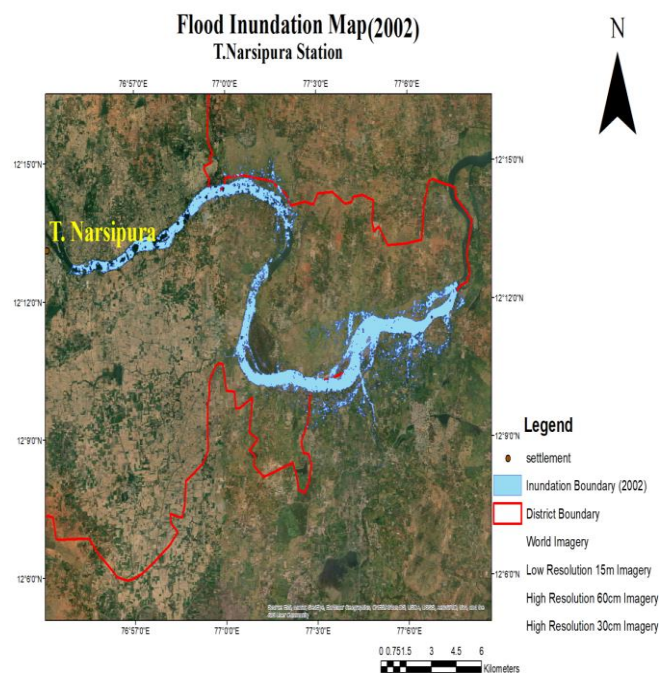 Flood Inundation Map(2002)
T.Narsipura Station
N
76°57'0"E 77°0'0"E 77°3'0"E 77°6'0"E
12°15'0"N 12°15'0"N
T. Narsipura
12°12'0"N 12°12'0"N
12°9'0"N 12°9'0"N
12°6'0"N 12°6'0"N
76°57'0"E 77°0'0"E 77°3'0"E 77°6'0"E
Legend
settlement
Inundation Boundary (2002)
District Boundary
World Imagery
Low Resolution 15m Imagery
High Resolution 60cm Imagery
High Resolution 30cm Imagery
0 0.75 1.5 3 4.5 6
Kilometers